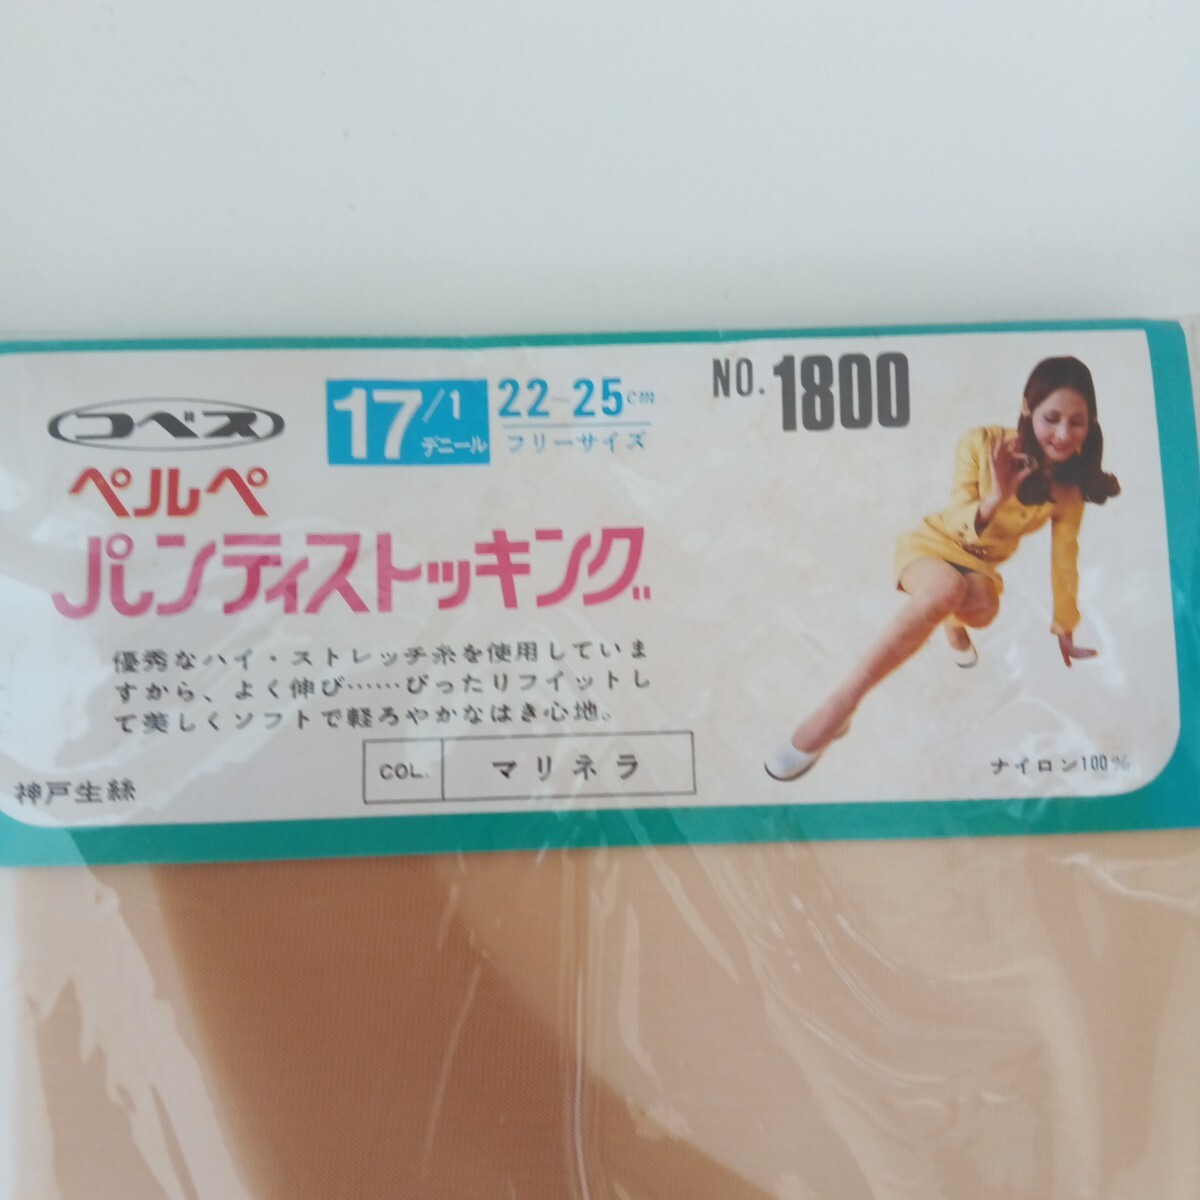 コベス
17/1
デニール
22~25cm
フリーサイズ
NO. 1800
ペルペ
パンティストッキング
優秀なハイ・ストレッチ糸を使用していま
すから、よく伸び……ぴったりフイットし
て美しくソフトで軽ろやかなはき心地。
COL. マリネラ
神戸生絲
ナイロン100%